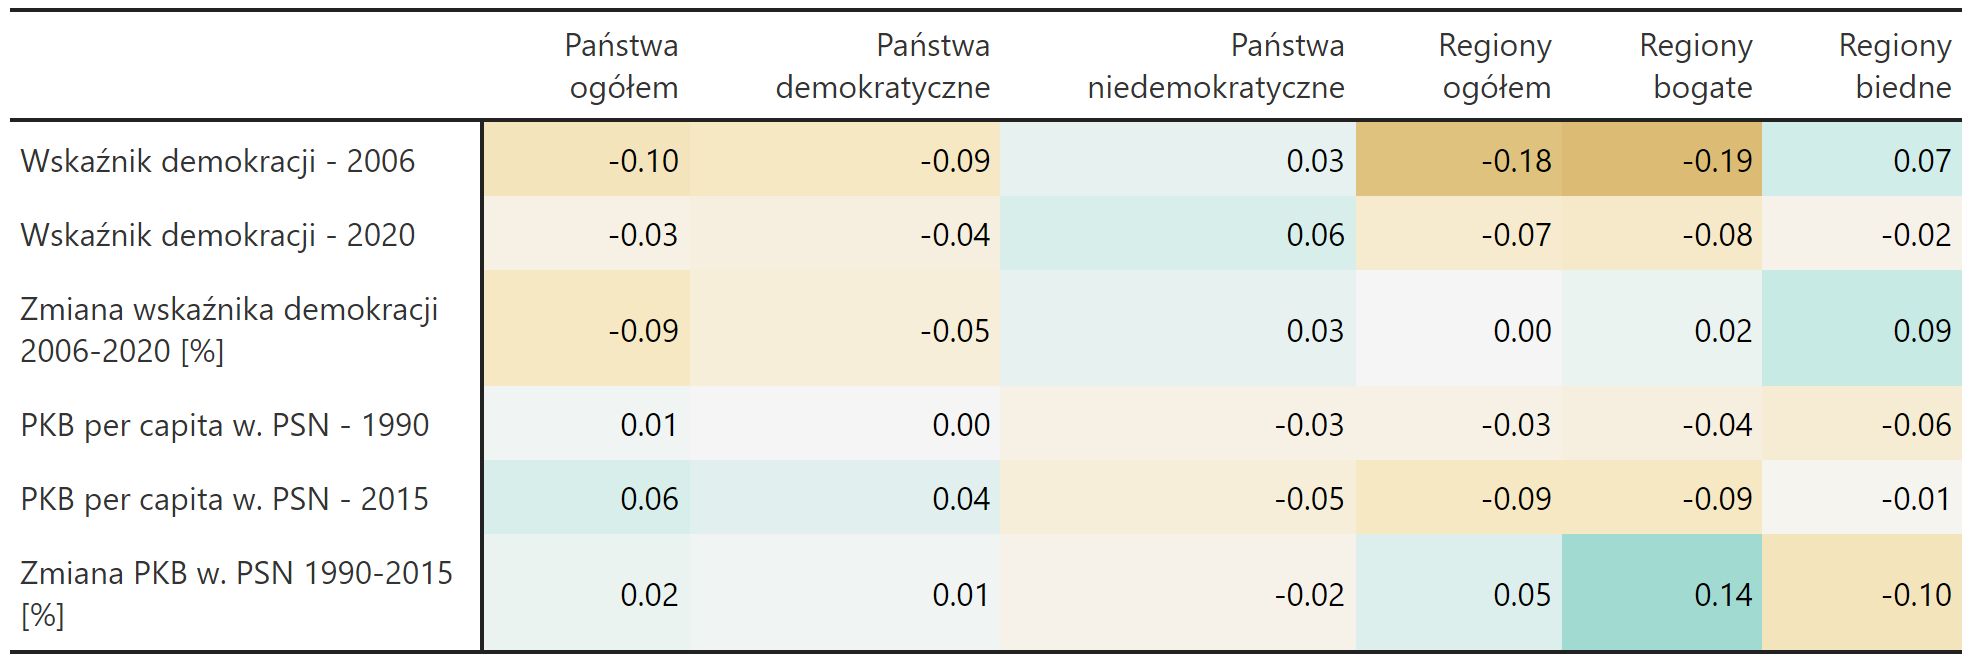 Państwa ogółem Państwa demokratyczne Państwa niedemokratyczne Regiony ogółem Regiony bogate Regiony biedne
Wskaźnik demokracji - 2006 -0.10 -0.09 0.03 -0.18 -0.19 0.07
Wskaźnik demokracji - 2020 -0.03 -0.04 0.06 -0.07 -0.08 -0.02
Zmiana wskaźnika demokracji
2006-2020 [%] -0.09 -0.05 0.03 0.00 0.02 0.09
PKB per capita w. PSN - 1990 0.01 0.00 -0.03 -0.03 -0.04 -0.06
PKB per capita w. PSN - 2015 0.06 0.04 -0.05 -0.09 -0.09 -0.01
Zmiana PKB w. PSN 1990-2015
[%] 0.02 0.01 -0.02 0.05 0.14 -0.10